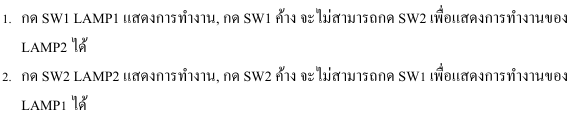 1. กด SW1 LAMP1 แสดงการทำงาน, กด SW1 ค้าง จะไม่สามารถกด SW2 เพื่อแสดงการทำงานของ
LAMP2 ได้
2. กด SW2 LAMP2 แสดงการทำงาน, กด SW2 ค้าง จะไม่สามารถกด SW1 เพื่อแสดงการทำงานของ
LAMP1 ได้